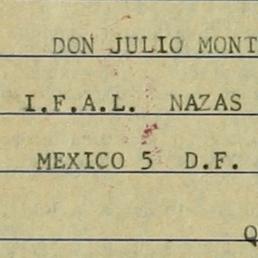 DON JULIO MONT
I.F.A.L. NAZAS
MEXICO 5 D.F.
Q